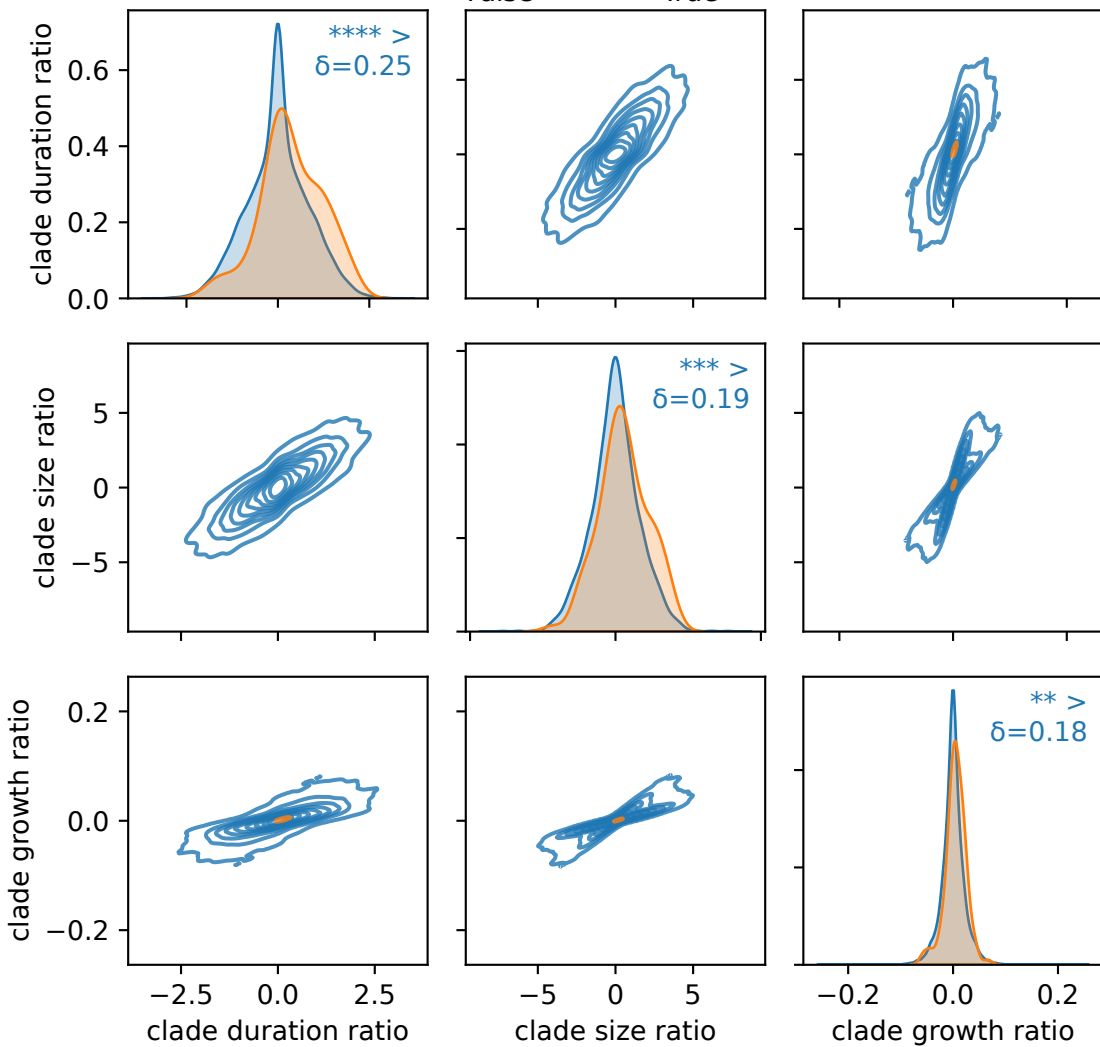 clade duration ratio
0.6
0.4
0.2
0.0
**** >
δ=0.25
clade size ratio
5
0
−5
*** >
δ=0.19
clade growth ratio
0.2
0.0
−0.2
** >
δ=0.18
−2.5 0.0 2.5
clade duration ratio
−5 0 5
clade size ratio
−0.2 0.0 0.2
clade growth ratio